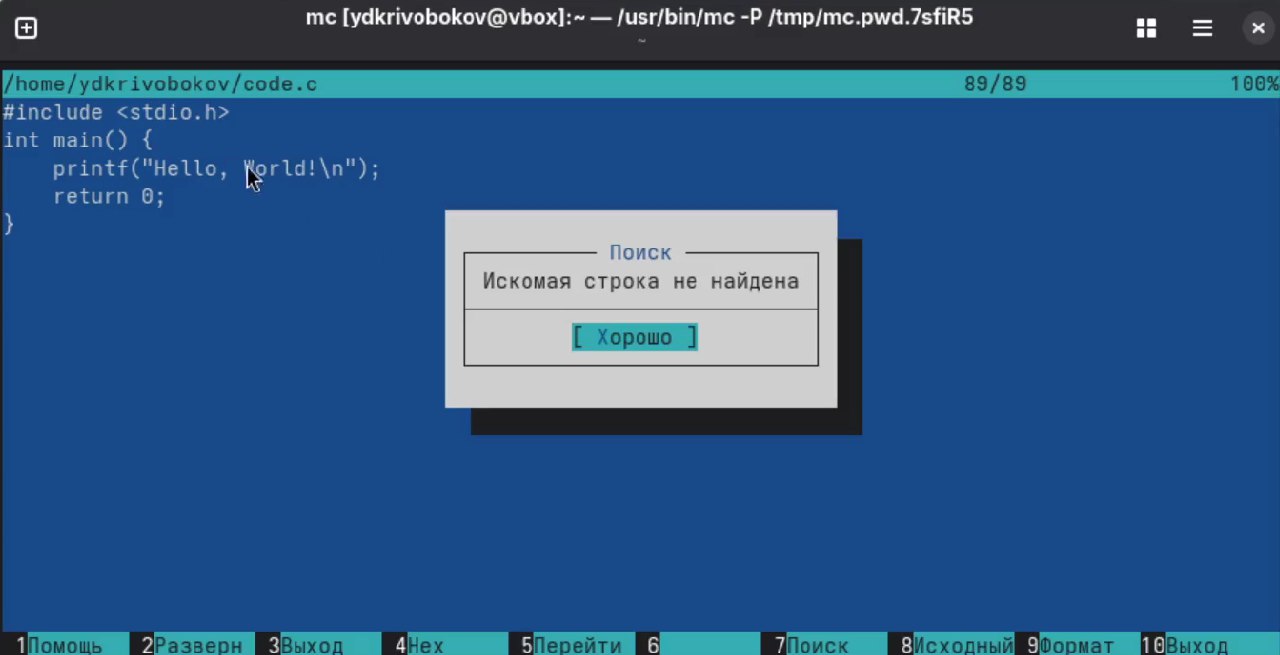 mc [ydkrivobokov@vbox]:~ — /usr/bin/mc -P /tmp/mc.pwd.7sfiR5
~
/home/ydkrivobokov/code.c 89/89 100%
#include <stdio.h>
int main() {
    printf("Hello, World!\n");
    return 0;
}
Поиск
Искомая строка не найдена
[ Хорошо ]
1Помощь 2Разверн 3Выход 4Hex 5Перейти 6 7Поиск 8Исходный 9Формат 10Выход